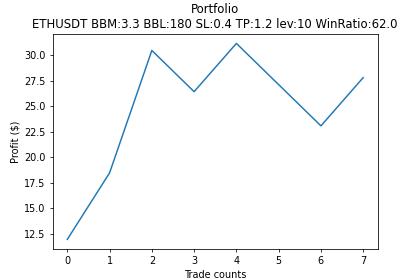 Portfolio
ETHUSDT BBM:3.3 BBL:180 SL:0.4 TP:1.2 lev:10 WinRatio:62.0
30.0
27.5
25.0
22.5
20.0
17.5
15.0
12.5
Profit ($)
0 1 2 3 4 5 6 7
Trade counts